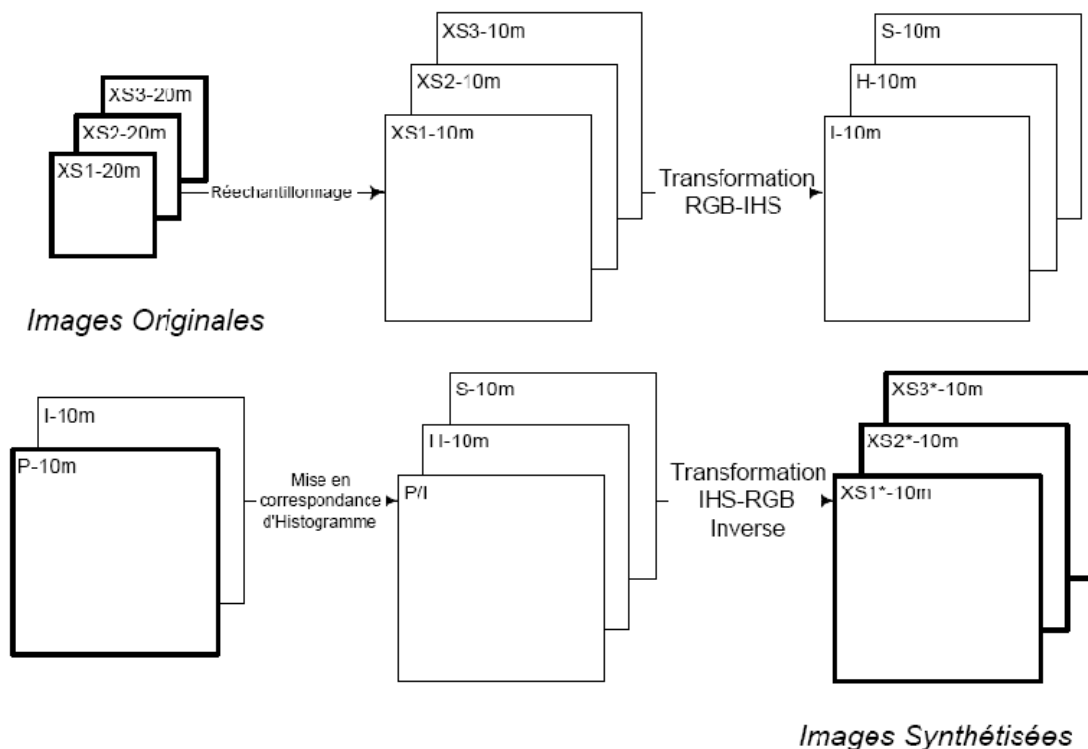 XS3-20m
XS2-20m
XS1-20m
Réechantillonnage
XS3-10m
XS2-10m
XS1-10m
Transformation
RGB-IHS
S-10m
H-10m
I-10m
Images Originales
I-10m
P-10m
Mise en
correspondance
d'Histogramme
S-10m
H-10m
P/I
Transformation
IHS-RGB
Inverse
XS3*-10m
XS2*-10m
XS1*-10m
Images Synthétisées